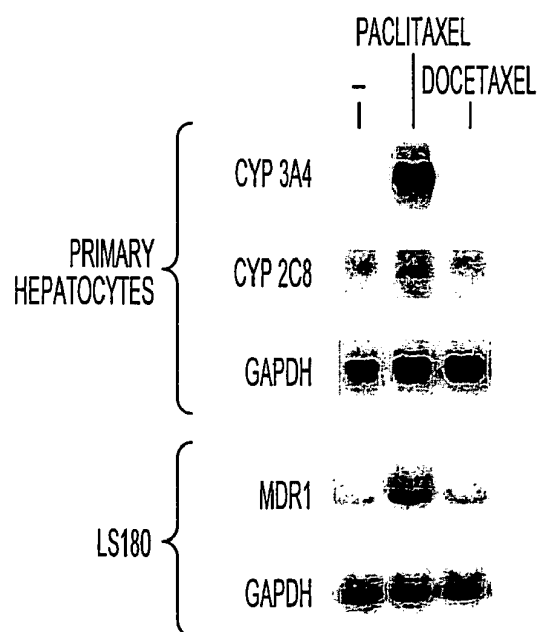 PACLITAXEL
– DOCETAXEL
CYP 3A4
PRIMARY
HEPATOCYTES
CYP 2C8
GAPDH
MDR1
LS180
GAPDH